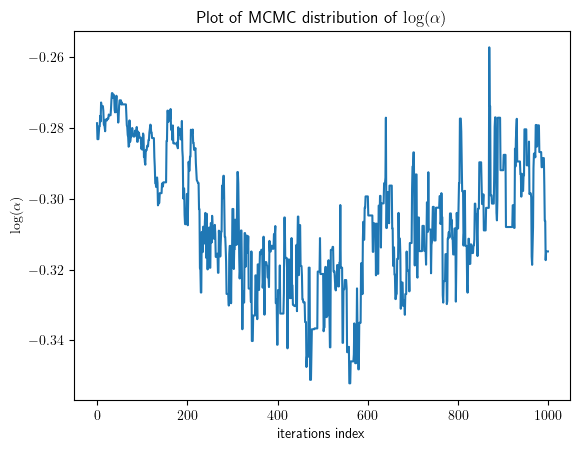 Plot of MCMC distribution of log(α)
−0.26
−0.28
−0.30
−0.32
−0.34
log(α)
0 200 400 600 800 1000
iterations index